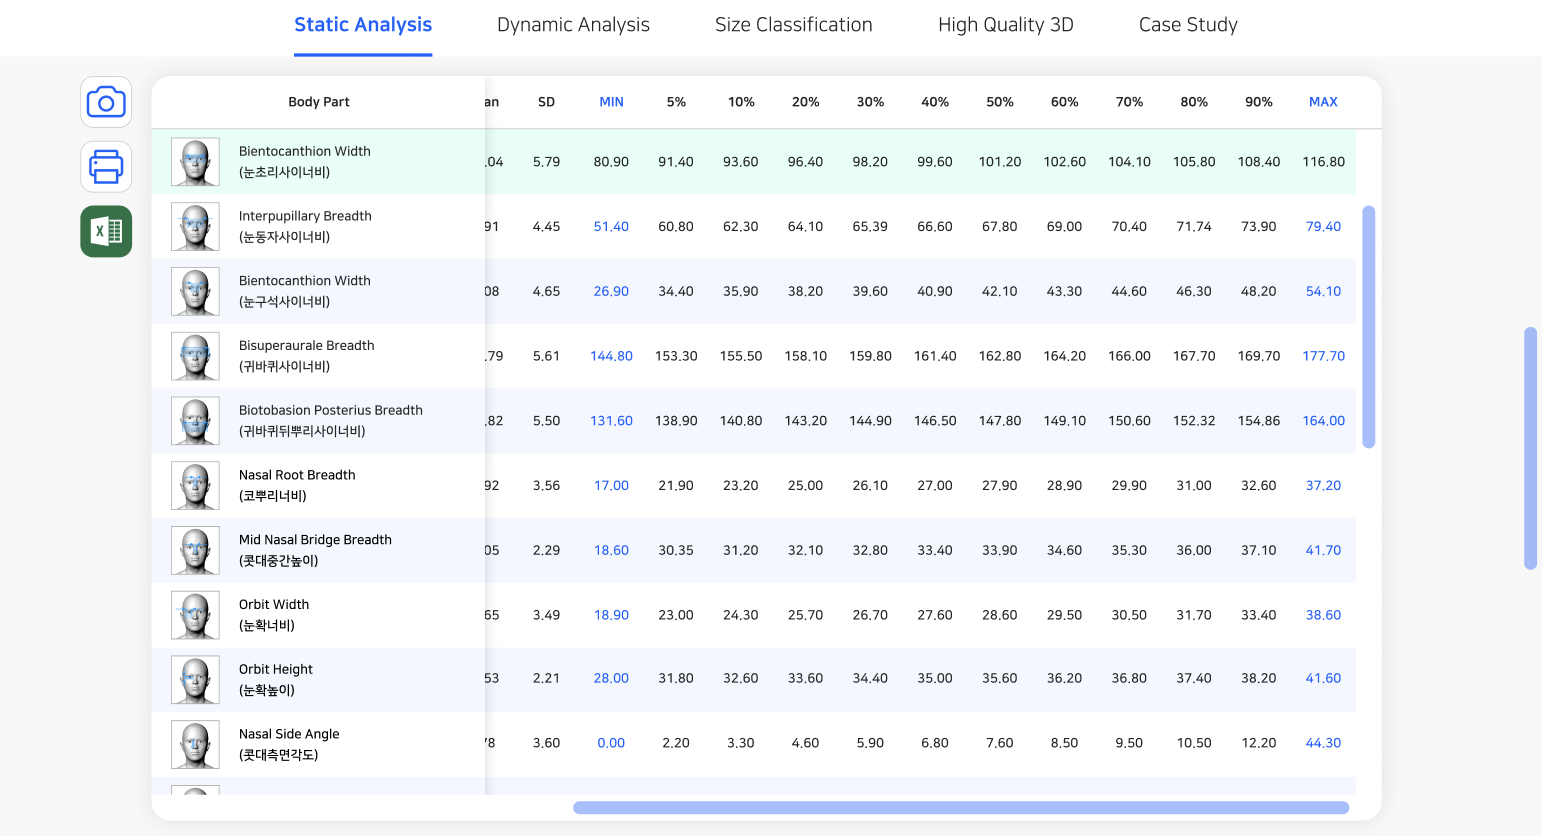 Static Analysis Dynamic Analysis Size Classification High Quality 3D Case Study
Body Part an SD MIN 5% 10% 20% 30% 40% 50% 60% 70% 80% 90% MAX
Bientocanthion Width
(눈초리사이너비)
.04 5.79 80.90 91.40 93.60 96.40 98.20 99.60 101.20 102.60 104.10 105.80 108.40 116.80
Interpupillary Breadth
(눈동자사이너비)
91 4.45 51.40 60.80 62.30 64.10 65.39 66.60 67.80 69.00 70.40 71.74 73.90 79.40
Bientocanthion Width
(눈구석사이너비)
08 4.65 26.90 34.40 35.90 38.20 39.60 40.90 42.10 43.30 44.60 46.30 48.20 54.10
Bisuperaurale Breadth
(귀바퀴사이너비)
.79 5.61 144.80 153.30 155.50 158.10 159.80 161.40 162.80 164.20 166.00 167.70 169.70 177.70
Biotobasion Posterius Breadth
(귀바퀴뒤뿌리사이너비)
.82 5.50 131.60 138.90 140.80 143.20 144.90 146.50 147.80 149.10 150.60 152.32 154.86 164.00
Nasal Root Breadth
(코뿌리너비)
92 3.56 17.00 21.90 23.20 25.00 26.10 27.00 27.90 28.90 29.90 31.00 32.60 37.20
Mid Nasal Bridge Breadth
(콧대중간높이)
05 2.29 18.60 30.35 31.20 32.10 32.80 33.40 33.90 34.60 35.30 36.00 37.10 41.70
Orbit Width
(눈확너비)
65 3.49 18.90 23.00 24.30 25.70 26.70 27.60 28.60 29.50 30.50 31.70 33.40 38.60
Orbit Height
(눈확높이)
53 2.21 28.00 31.80 32.60 33.60 34.40 35.00 35.60 36.20 36.80 37.40 38.20 41.60
Nasal Side Angle
(콧대측면각도)
78 3.60 0.00 2.20 3.30 4.60 5.90 6.80 7.60 8.50 9.50 10.50 12.20 44.30